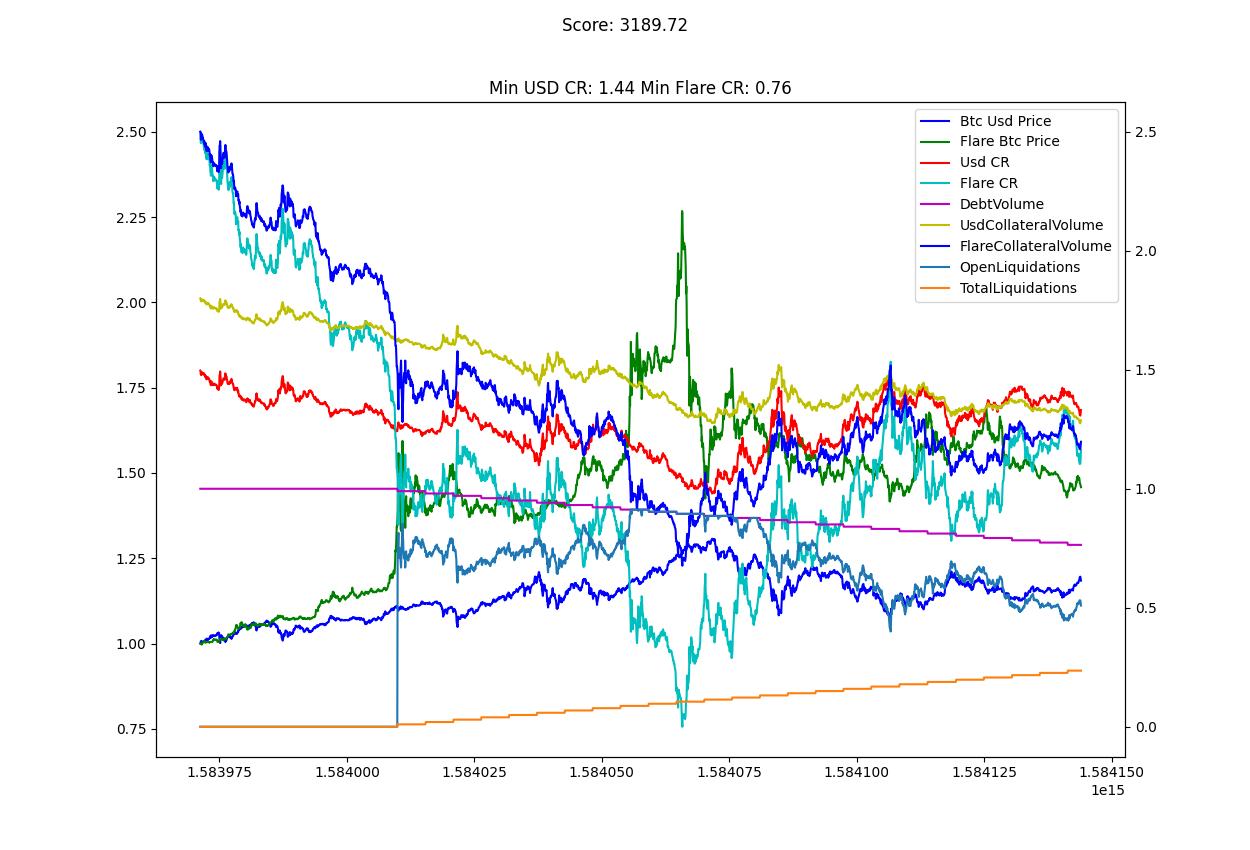 Score: 3189.72
Min USD CR: 1.44 Min Flare CR: 0.76
2.50
2.25
2.00
1.75
1.50
1.25
1.00
0.75
Btc Usd Price
Flare Btc Price
Usd CR
Flare CR
DebtVolume
UsdCollateralVolume
FlareCollateralVolume
OpenLiquidations
TotalLiquidations
2.5
2.0
1.5
1.0
0.5
0.0
1.583975 1.584000 1.584025 1.584050 1.584075 1.584100 1.584125 1.584150
1e15